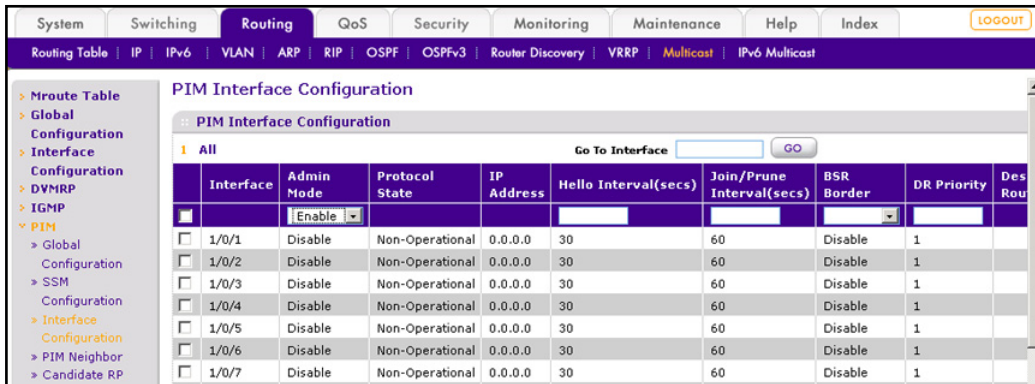 System Switching Routing QoS Security Monitoring Maintenance Help Index LOGOUT
Routing Table | IP | IPv6 | VLAN | ARP | RIP | OSPF | OSPFv3 | Router Discovery | VRRP | Multicast | IPv6 Multicast
Mroute Table
Global
Configuration
Interface
Configuration
DVMRP
IGMP
PIM
Global
Configuration
SSM
Configuration
Interface
Configuration
PIM Neighbor
Candidate RP
PIM Interface Configuration
PIM Interface Configuration
1 All Go To Interface GO
Interface Admin Mode Protocol State IP Address Hello Interval(secs) Join/Prune Interval(secs) BSR Border DR Priority Des Rou
Enable
1/0/1 Disable Non-Operational 0.0.0.0 30 60 Disable 1
1/0/2 Disable Non-Operational 0.0.0.0 30 60 Disable 1
1/0/3 Disable Non-Operational 0.0.0.0 30 60 Disable 1
1/0/4 Disable Non-Operational 0.0.0.0 30 60 Disable 1
1/0/5 Disable Non-Operational 0.0.0.0 30 60 Disable 1
1/0/6 Disable Non-Operational 0.0.0.0 30 60 Disable 1
1/0/7 Disable Non-Operational 0.0.0.0 30 60 Disable 1